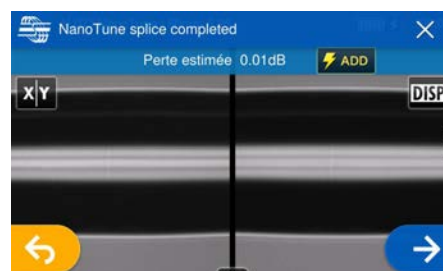 NanoTune splice completed
Perte estimée 0.01dB
ADD
X|Y
DISP